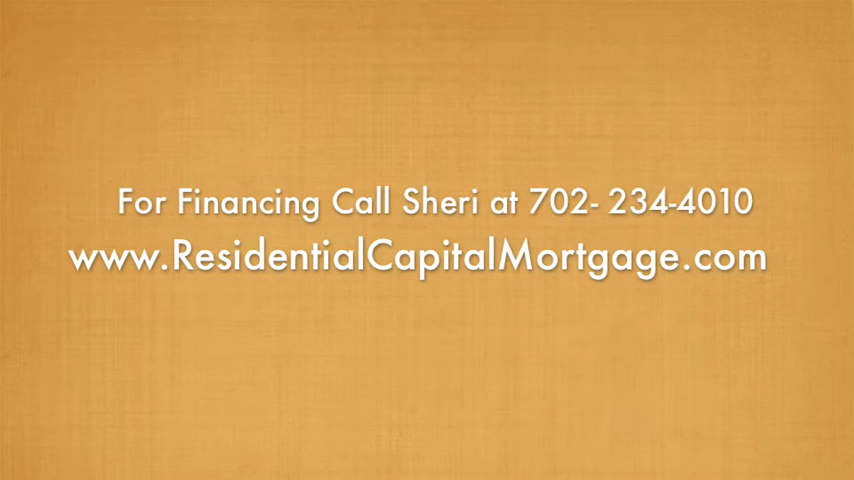 For Financing Call Sheri at 702- 234-4010
www.ResidentialCapitalMortgage.com